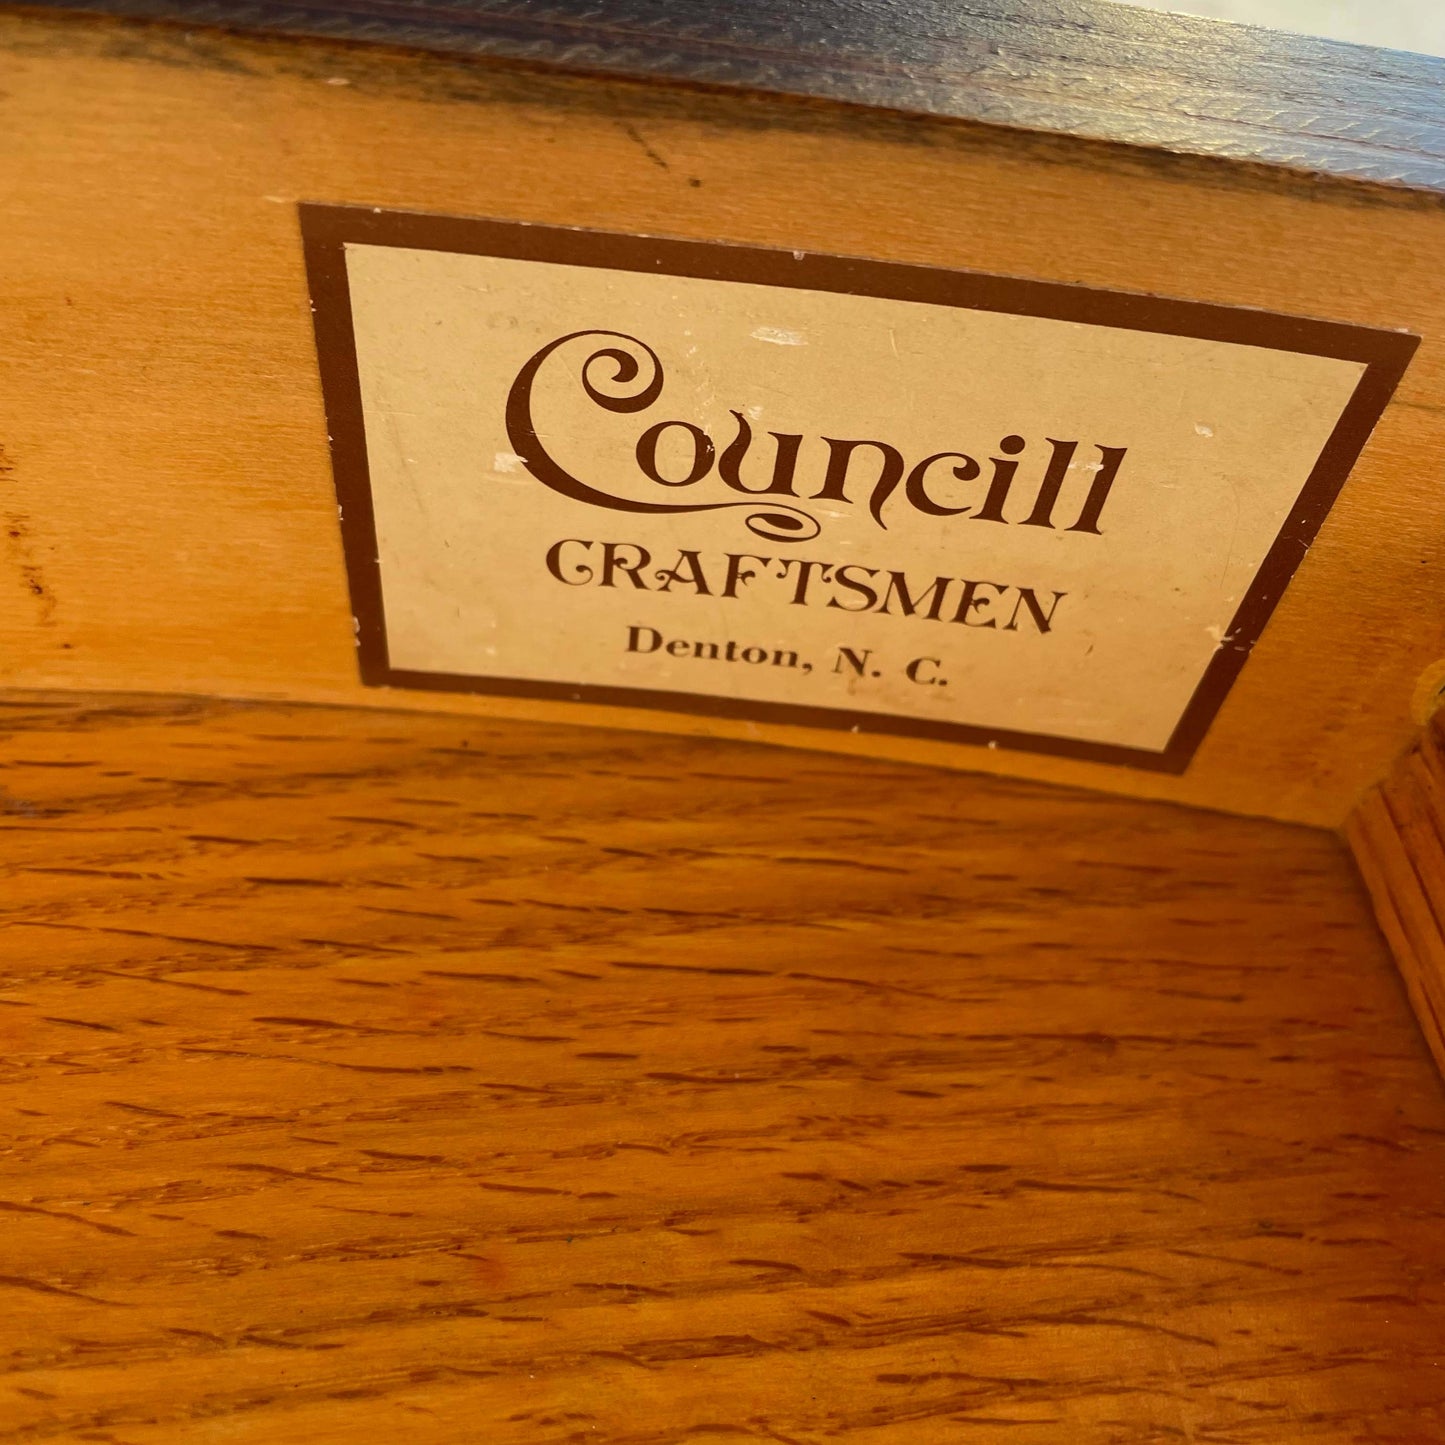 Councill
CRAFTSMEN
Denton, N. C.